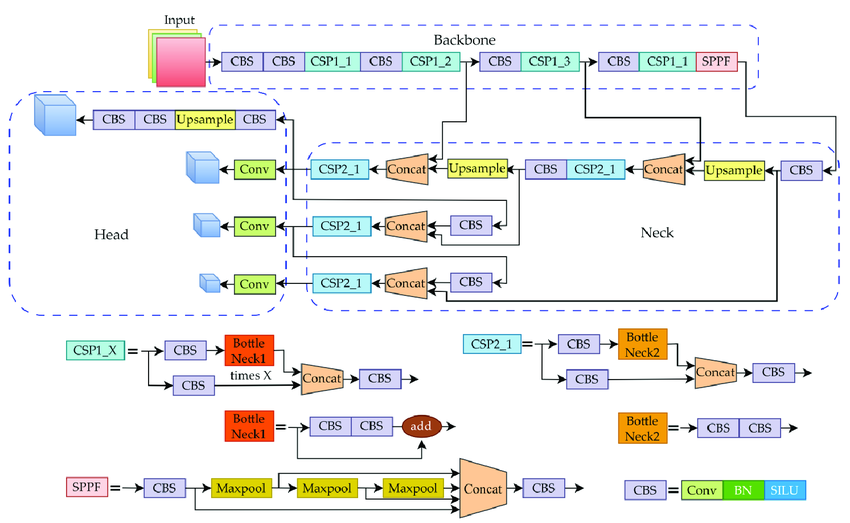 Input
Backbone
CBS CBS CSP1_1 CBS CSP1_2 CBS CSP1_3 CBS CSP1_1 SPPF
CBS CBS Upsample CBS
Conv CSP2_1 Concat Upsample CBS CSP2_1 Concat Upsample CBS
Head Conv CSP2_1 Concat CBS Neck
Conv CSP2_1 Concat CBS
CSP1_X = CBS Bottle Neck1
times X
CBS Concat CBS
CSP2_1 = CBS Bottle Neck2
CBS Concat CBS
Bottle Neck1 = CBS CBS add
Bottle Neck2 = CBS CBS
SPPF = CBS Maxpool Maxpool Maxpool Concat CBS
CBS = Conv BN SILU